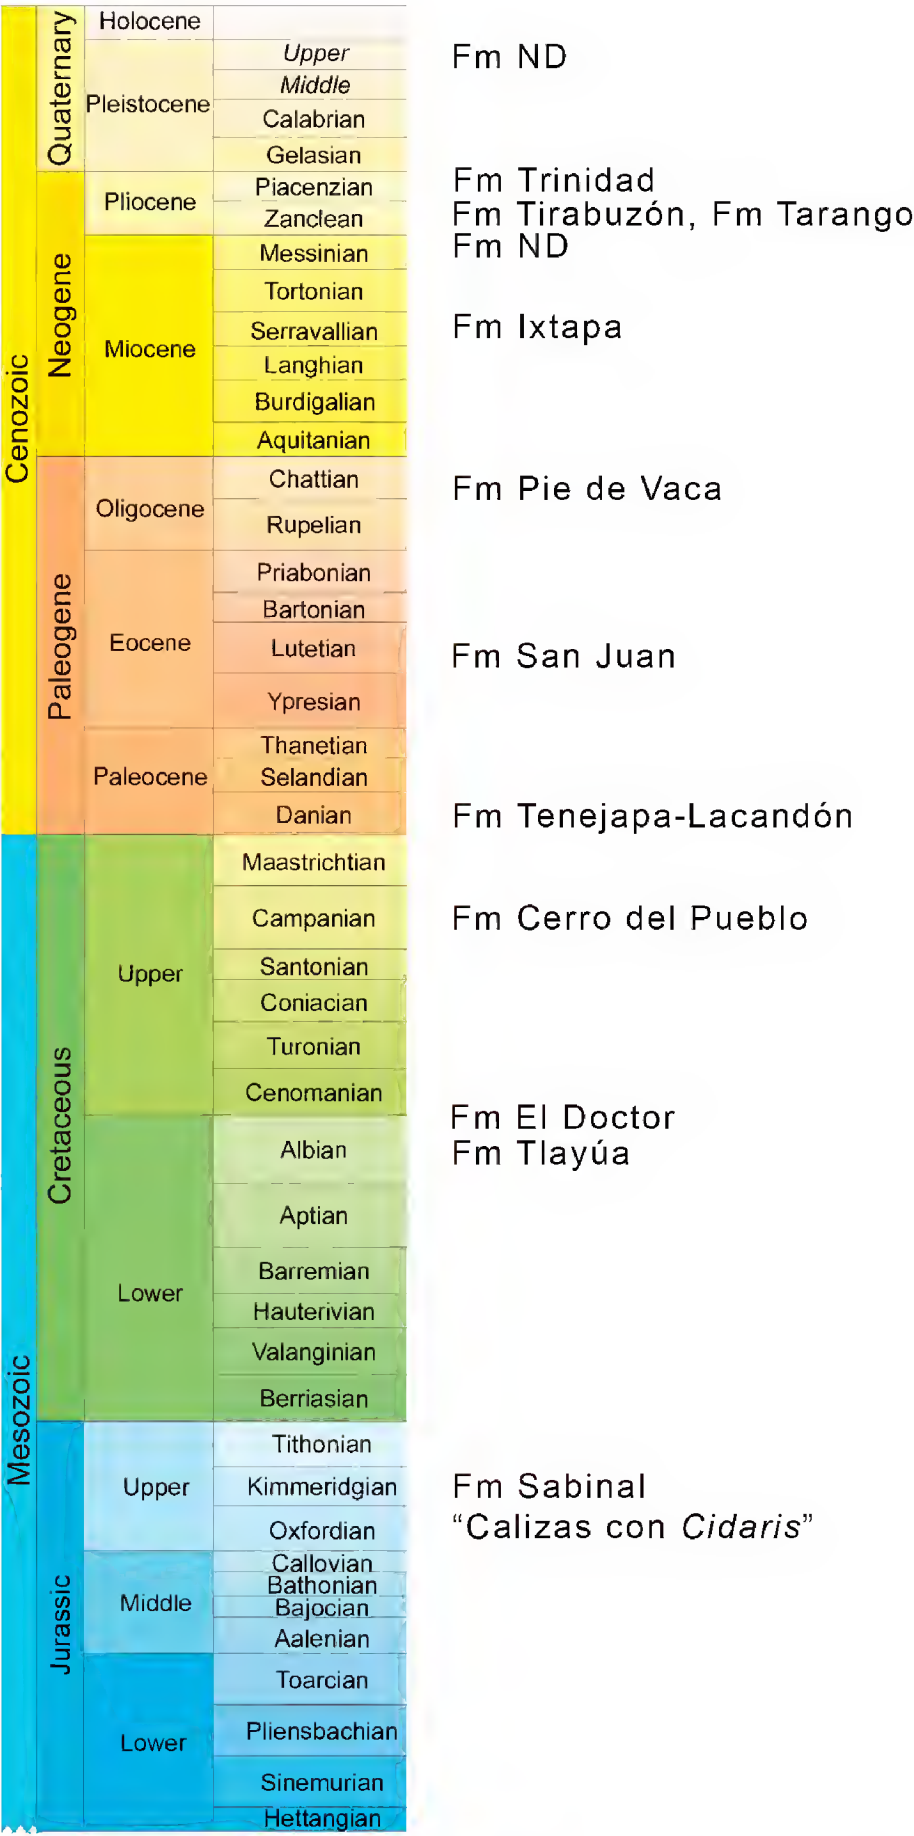 Cenozoic
Quaternary
Holocene
Pleistocene
Upper
Middle
Calabrian
Gelasian
Fm ND
Neogene
Pliocene
Piacenzian
Zanclean
Fm Trinidad
Fm Tirabuzón, Fm Tarango
Fm ND
Miocene
Messinian
Tortonian
Serravallian
Langhian
Burdigalian
Aquitanian
Fm Ixtapa
Paleogene
Oligocene
Chattian
Rupelian
Fm Pie de Vaca
Eocene
Priabonian
Bartonian
Lutetian
Ypresian
Fm San Juan
Paleocene
Thanetian
Selandian
Danian
Fm Tenejapa-Lacandón
Mesozoic
Cretaceous
Upper
Maastrichtian
Campanian
Santonian
Coniacian
Turonian
Cenomanian
Fm Cerro del Pueblo
Lower
Albian
Aptian
Barremian
Hauterivian
Valanginian
Berriasian
Fm El Doctor
Fm Tlayúa
Jurassic
Upper
Tithonian
Kimmeridgian
Oxfordian
Fm Sabinal
“Calizas con Cidaris”
Middle
Callovian
Bathonian
Bajocian
Aalenian
Lower
Toarcian
Pliensbachian
Sinemurian
Hettangian